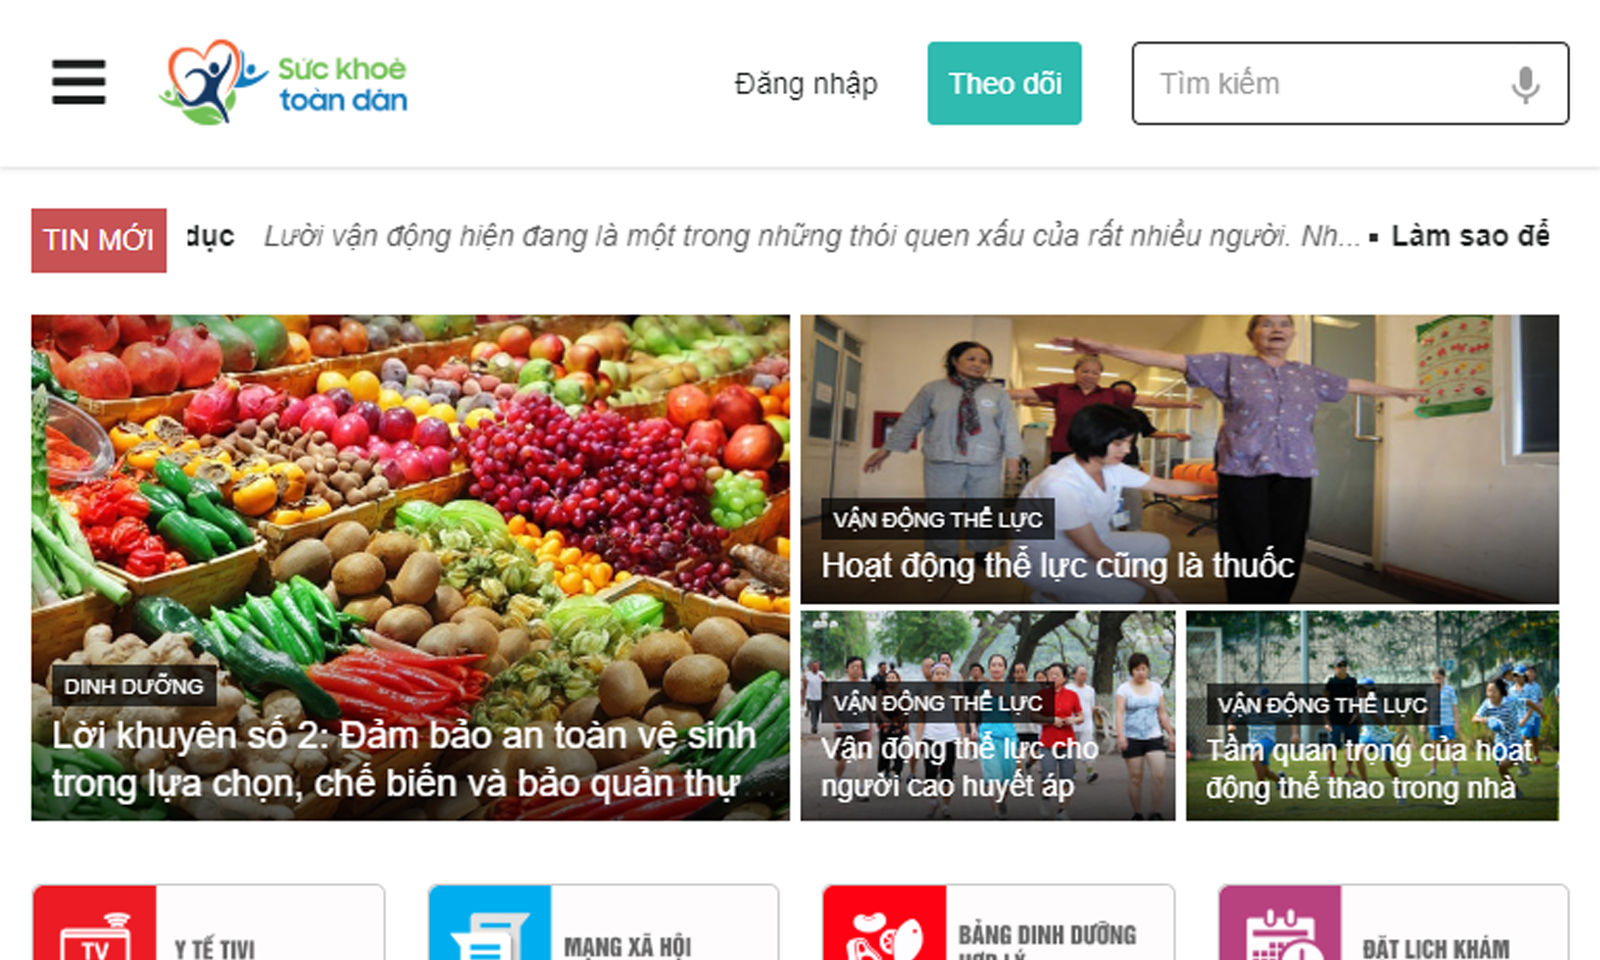 Sức khoẻ
toàn dân
Đăng nhập
Theo dõi
Tìm kiếm
TIN MỚI
dục Lười vận động hiện đang là một trong những thói quen xấu của rất nhiều người. Nh... ▪ Làm sao để
VẬN ĐỘNG THỂ LỰC
Hoạt động thể lực cũng là thuốc
DINH DƯỠNG
Lời khuyên số 2: Đảm bảo an toàn vệ sinh
trong lựa chọn, chế biến và bảo quản thự
VẬN ĐỘNG THỂ LỰC
Vận động thể lực cho
người cao huyết áp
VẬN ĐỘNG THỂ LỰC
Tầm quan trọng của hoạt
động thể thao trong nhà
TV
Y TẾ TIVI
MẠNG XÃ HỘI
BẢNG DINH DƯỠNG
HỢP LÝ
ĐẶT LỊCH KHÁM